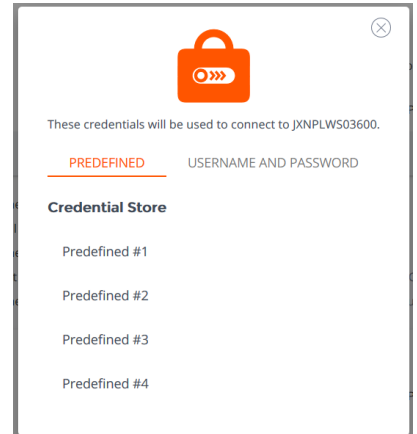 These credentials will be used to connect to JXNPLWS03600.
PREDEFINED USERNAME AND PASSWORD
Credential Store
Predefined #1
Predefined #2
Predefined #3
Predefined #4